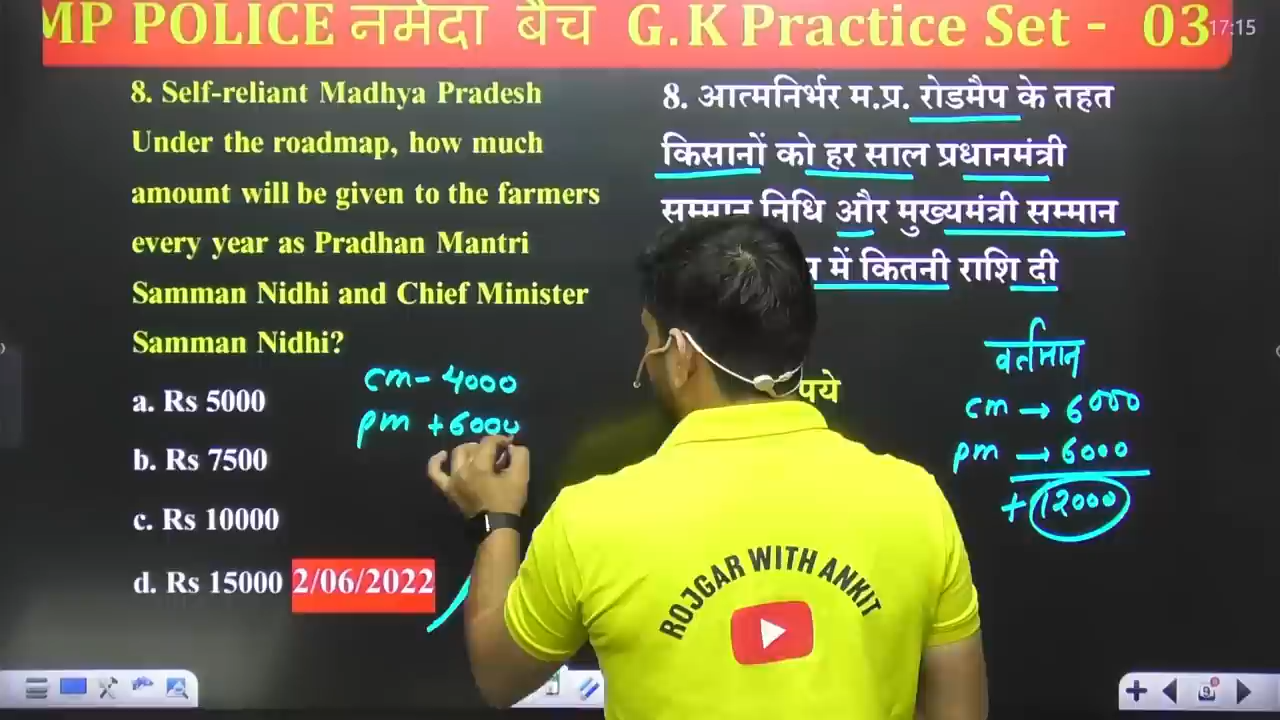 MP POLICE नर्मदा बैच G.K Practice Set - 03
17:15
8. Self-reliant Madhya Pradesh
Under the roadmap, how much
amount will be given to the farmers
every year as Pradhan Mantri
Samman Nidhi and Chief Minister
Samman Nidhi?
a. Rs 5000
b. Rs 7500
c. Rs 10000
d. Rs 15000
2/06/2022
cm - 4000
pm + 6000
8. आत्मनिर्भर म.प्र. रोडमैप के तहत
किसानों को हर साल प्रधानमंत्री
सम्मान निधि और मुख्यमंत्री सम्मान
में कितनी राशि दी
वर्तमान
cm → 6000
pm → 6000
+ 12000
ROJGAR WITH ANKIT